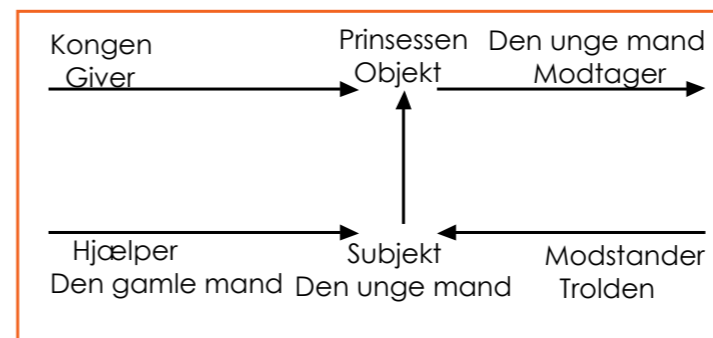 Kongen
Giver
Prinsessen
Objekt
Den unge mand
Modtager
Hjælper
Den gamle mand
Subjekt
Den unge mand
Modstander
Trolden